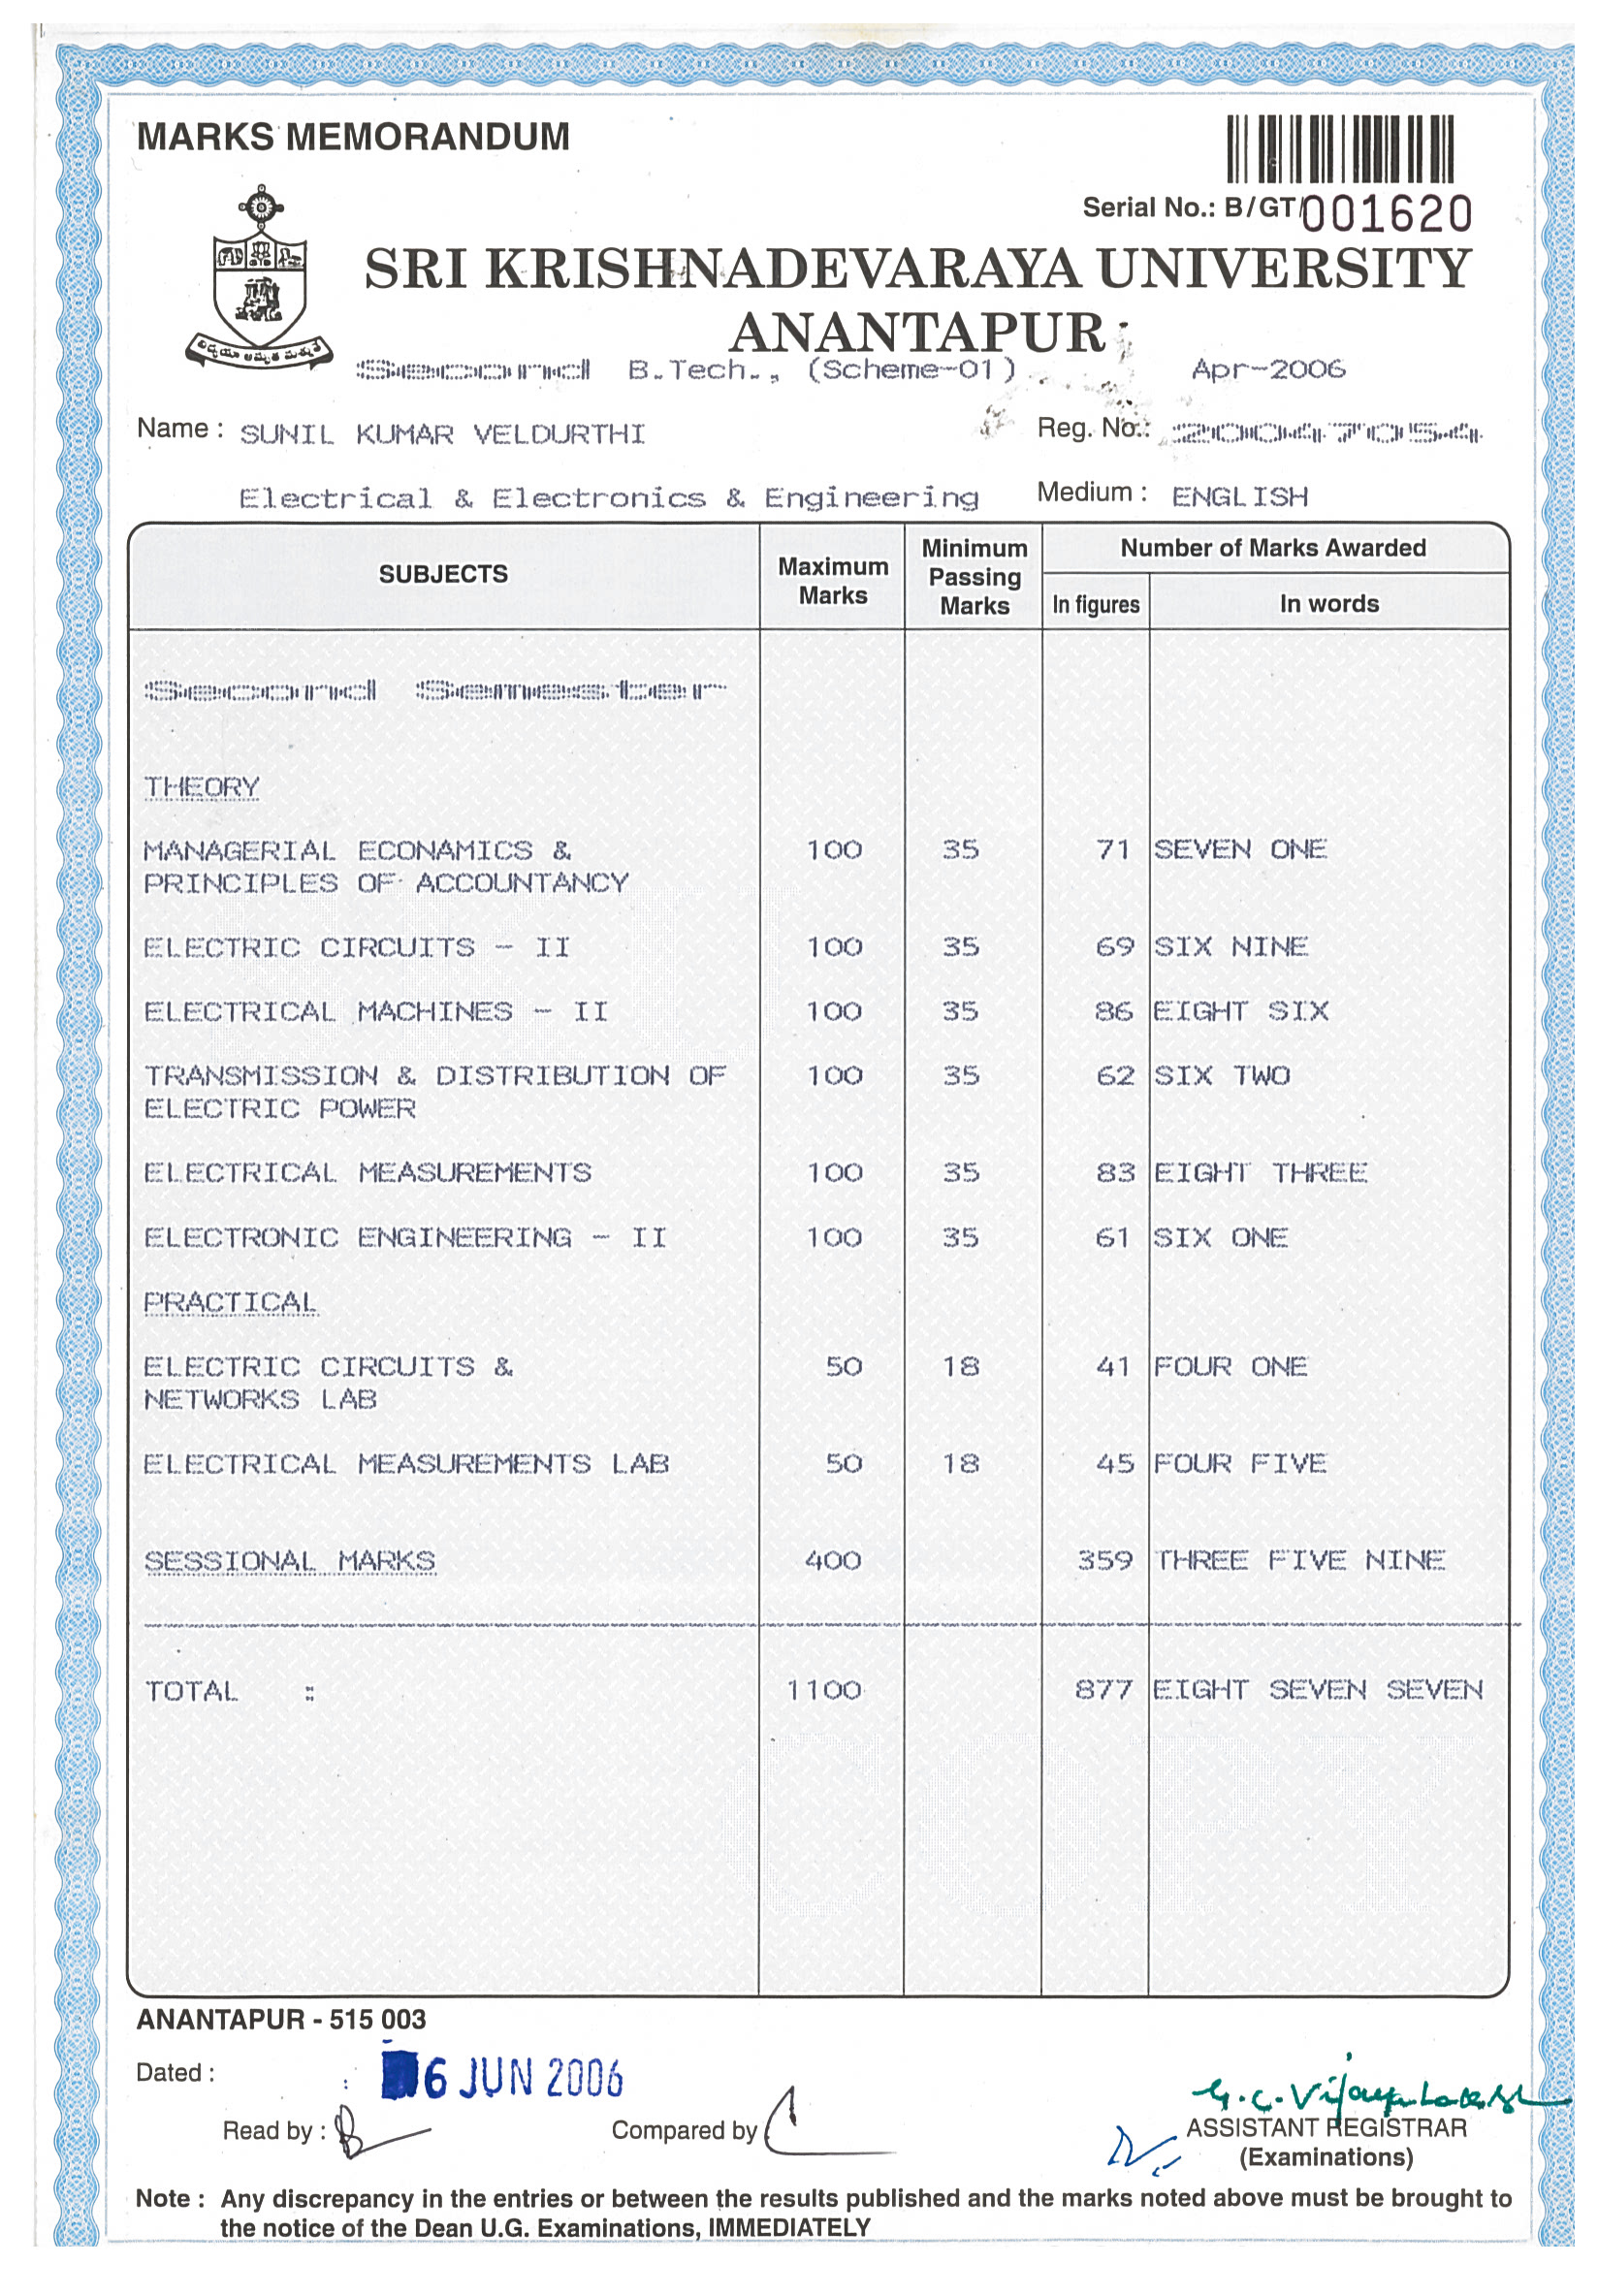 MARKS MEMORANDUM
Serial No.: B/GT/001620
SRI KRISHNADEVARAYA UNIVERSITY
ANANTAPUR
Second B.Tech., (Scheme-01) Apr-2006
Name : SUNIL KUMAR VELDURTHI Reg. No.: 20047054
Electrical & Electronics & Engineering Medium : ENGLISH
SUBJECTS Maximum Marks Minimum Passing Marks Number of Marks Awarded
In figures In words
Second Semester
THEORY
MANAGERIAL ECONAMICS & 100 35 71 SEVEN ONE
PRINCIPLES OF ACCOUNTANCY
ELECTRIC CIRCUITS - II 100 35 69 SIX NINE
ELECTRICAL MACHINES - II 100 35 86 EIGHT SIX
TRANSMISSION & DISTRIBUTION OF 100 35 62 SIX TWO
ELECTRIC POWER
ELECTRICAL MEASUREMENTS 100 35 83 EIGHT THREE
ELECTRONIC ENGINEERING - II 100 35 61 SIX ONE
PRACTICAL
ELECTRIC CIRCUITS & 50 18 41 FOUR ONE
NETWORKS LAB
ELECTRICAL MEASUREMENTS LAB 50 18 45 FOUR FIVE
SESSIONAL MARKS 400 359 THREE FIVE NINE
TOTAL : 1100 877 EIGHT SEVEN SEVEN
COPY
ANANTAPUR - 515 003
Dated : 6 JUN 2006
Read by : Compared by
ASSISTANT REGISTRAR
(Examinations)
Note : Any discrepancy in the entries or between the results published and the marks noted above must be brought to
the notice of the Dean U.G. Examinations, IMMEDIATELY